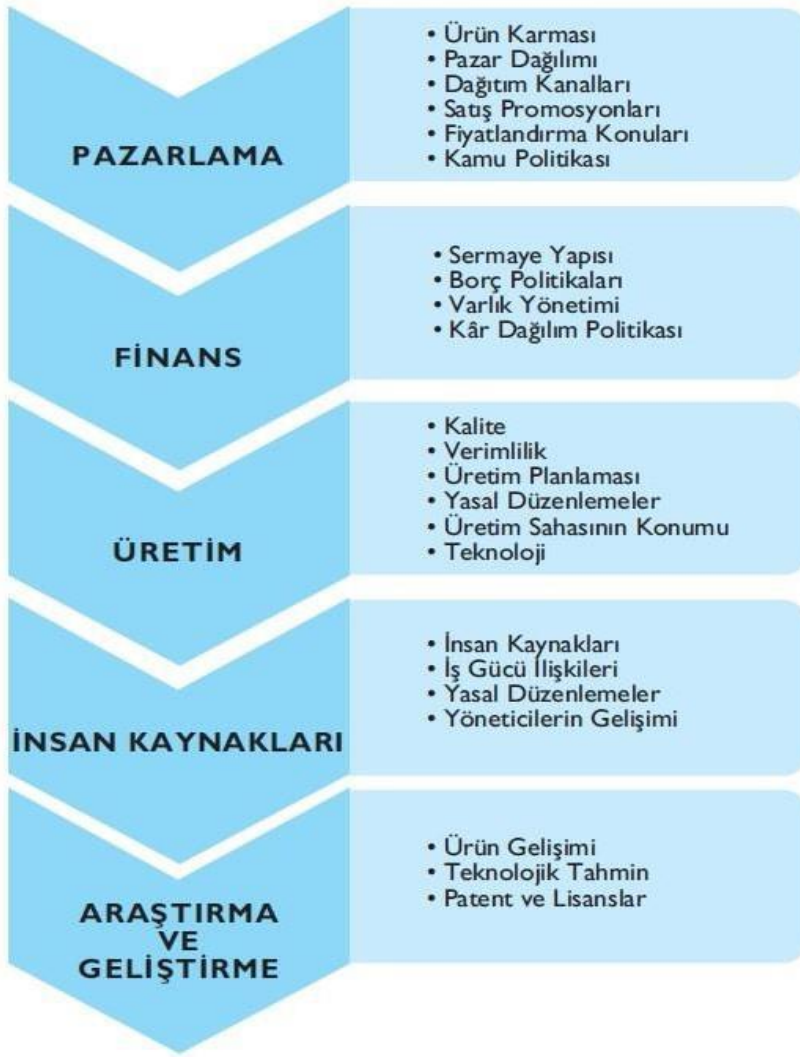 PAZARLAMA
• Ürün Karması
• Pazar Dağılımı
• Dağıtım Kanalları
• Satış Promosyonları
• Fiyatlandırma Konuları
• Kamu Politikası
FİNANS
• Sermaye Yapısı
• Borç Politikaları
• Varlık Yönetimi
• Kâr Dağılım Politikası
ÜRETİM
• Kalite
• Verimlilik
• Üretim Planlaması
• Yasal Düzenlemeler
• Üretim Sahasının Konumu
• Teknoloji
İNSAN KAYNAKLARI
• İnsan Kaynakları
• İş Gücü İlişkileri
• Yasal Düzenlemeler
• Yöneticilerin Gelişimi
ARAŞTIRMA
VE
GELİŞTİRME
• Ürün Gelişimi
• Teknolojik Tahmin
• Patent ve Lisanslar